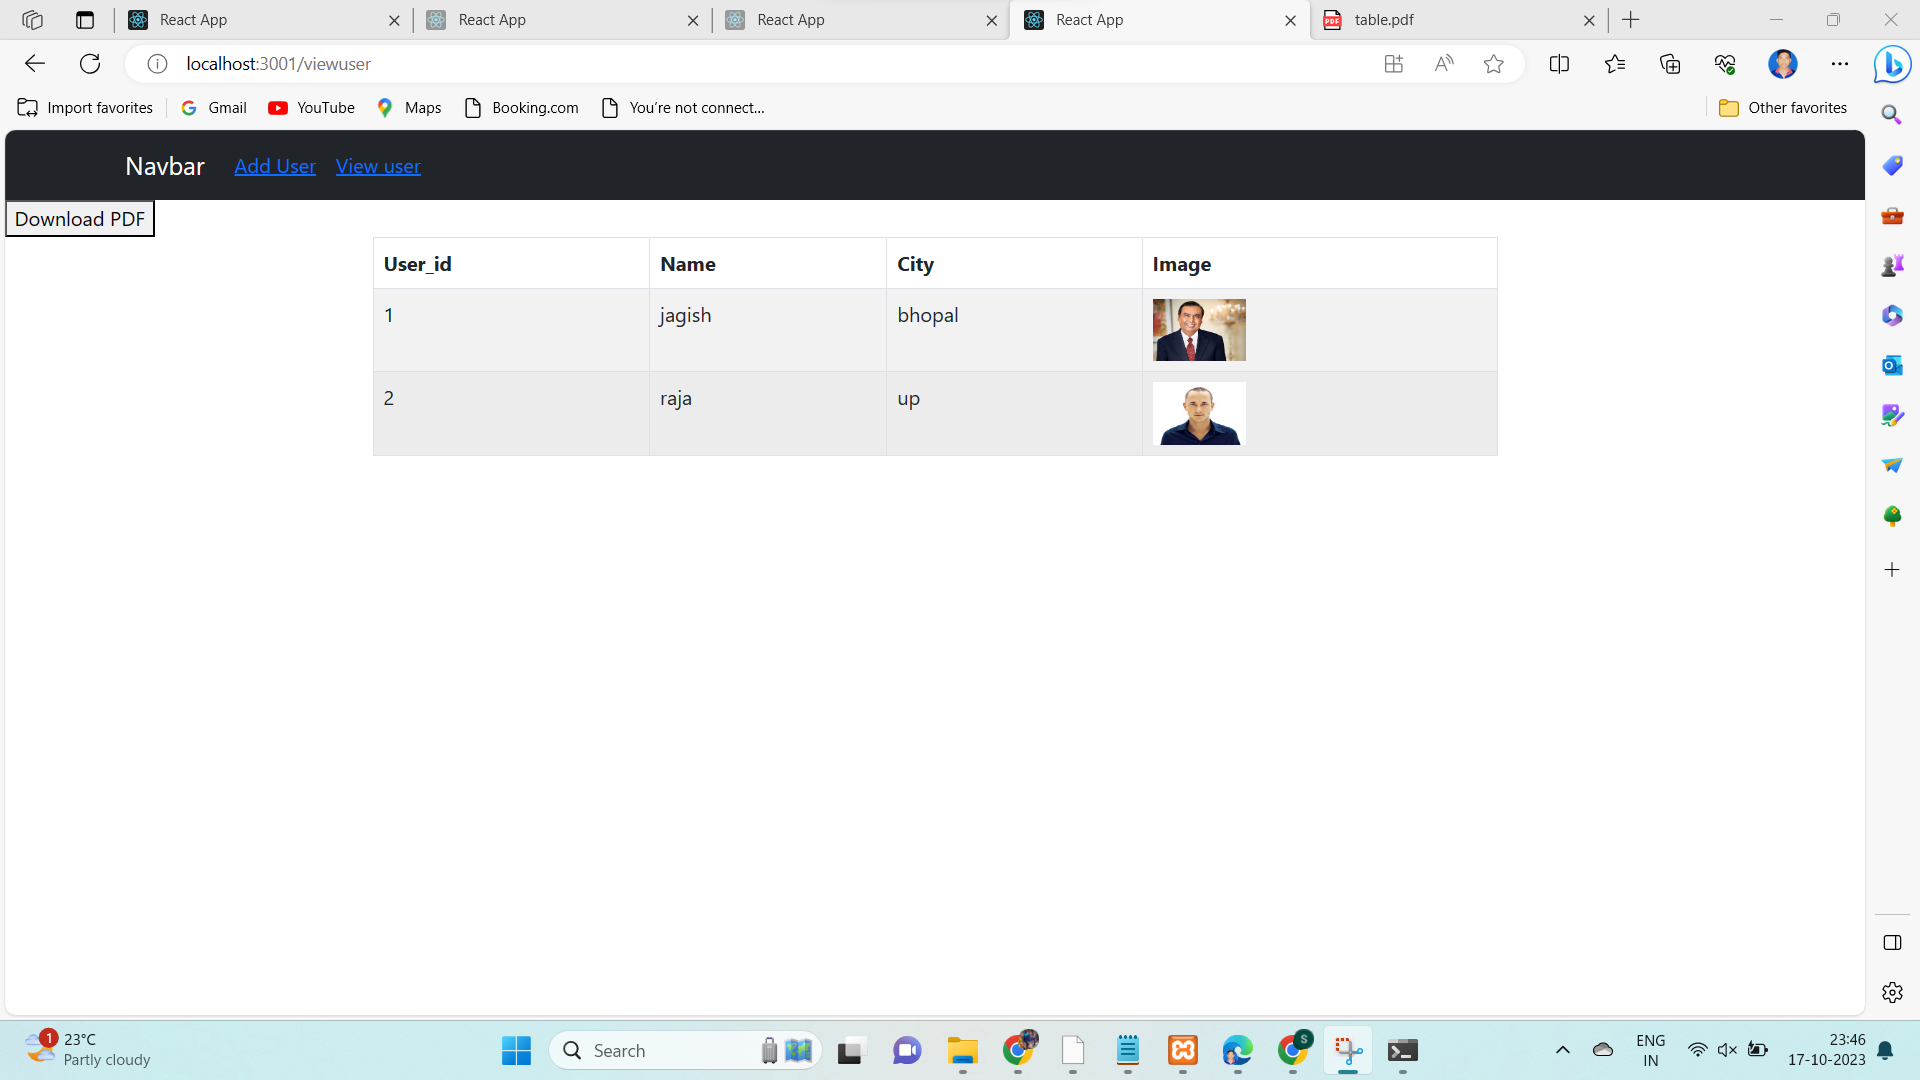 React App
React App
React App
React App
table.pdf
localhost:3001/viewuser
Import favorites
Gmail
YouTube
Maps
Booking.com
You're not connect...
Other favorites
Navbar Add User View user
Download PDF
User_id Name City Image
1 jagish bhopal
2 raja up
1
23°C
Partly cloudy
Search
S
ENG
IN
23:46
17-10-2023